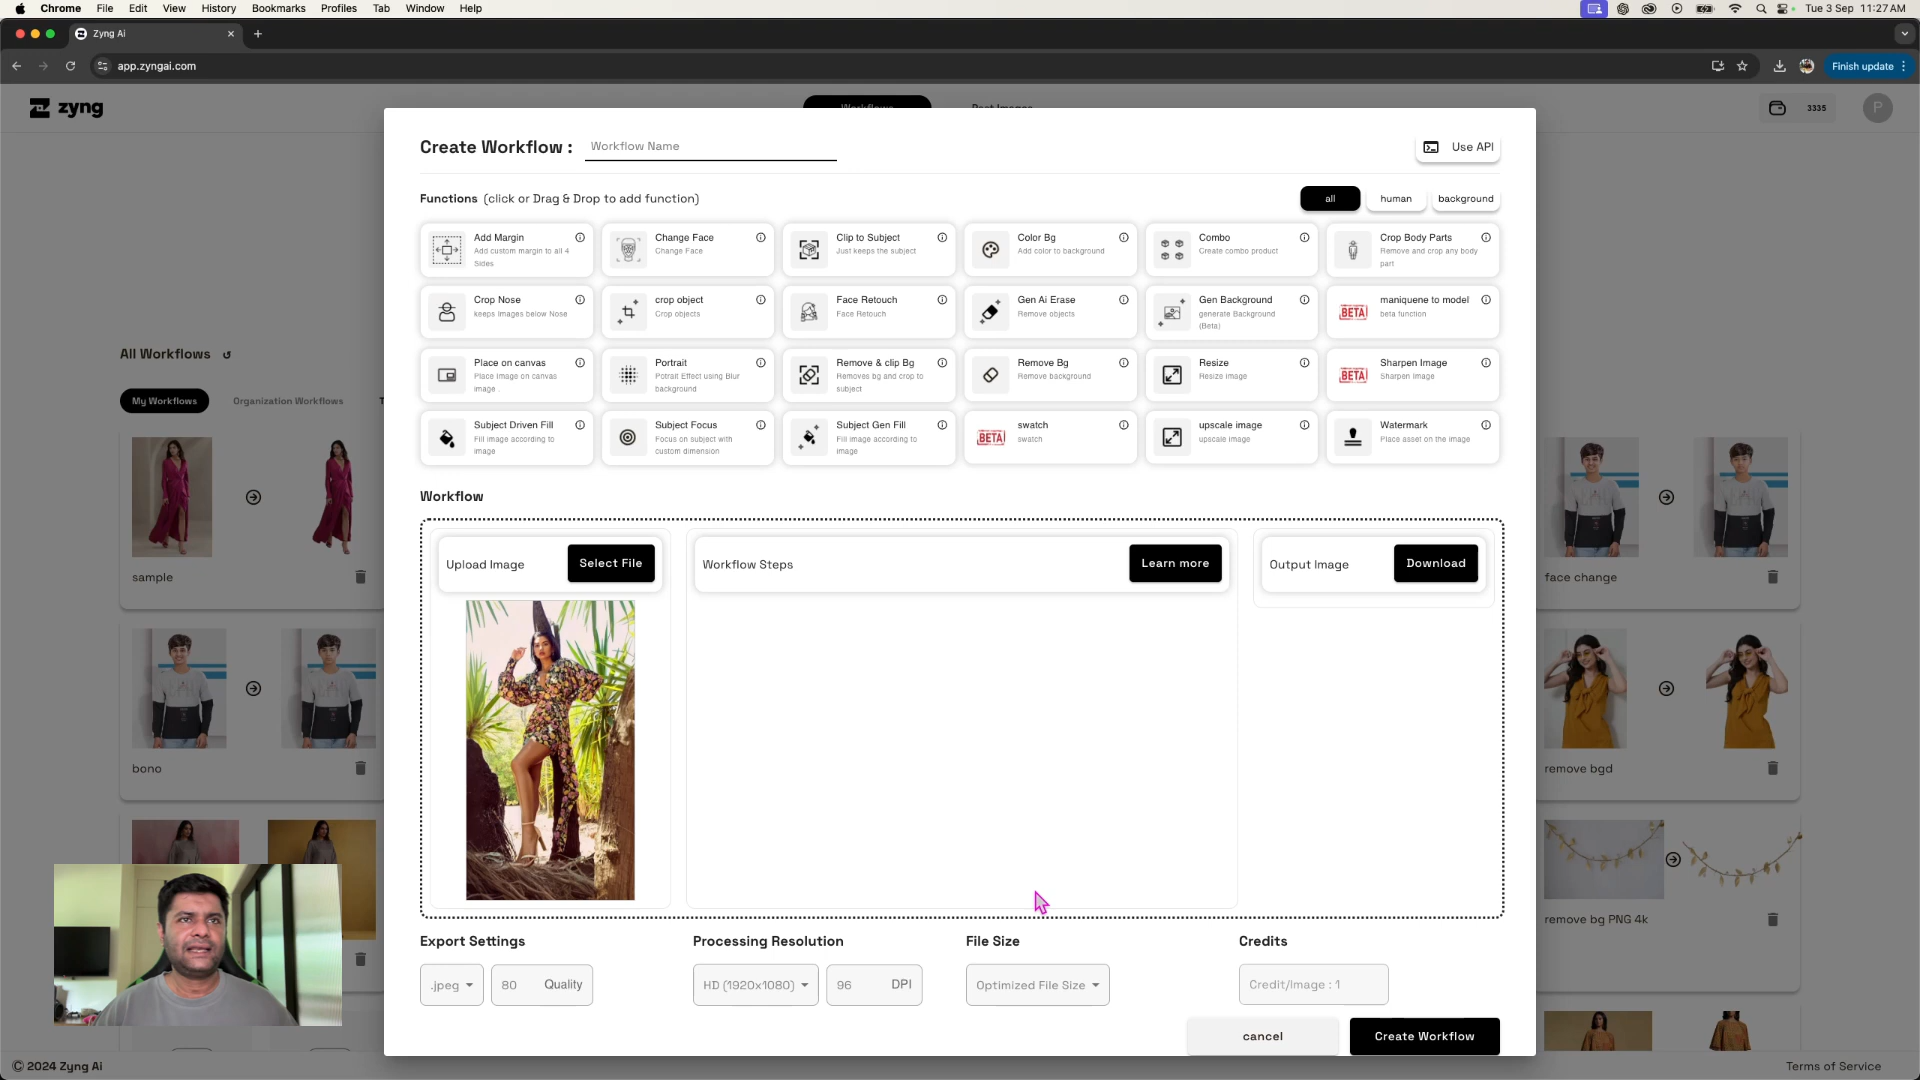 Chrome File Edit View History Bookmarks Profiles Tab Window Help
Tue 3 Sep 11:27 AM
Zyng Ai
app.zyngai.com
Finish update
zyng
Workflows
Past Images
3335
P
Create Workflow :
Workflow Name
Use API
Functions (click or Drag & Drop to add function)
all
human
background
Add Margin
Add custom margin to all 4
Sides
Change Face
Change Face
Clip to Subject
Just keeps the subject
Color Bg
Add color to background
Combo
Create combo product
Crop Body Parts
Remove and crop any body
part
Crop Nose
keeps Images below Nose
crop object
Crop objects
Face Retouch
Face Retouch
Gen Ai Erase
Remove objects
Gen Background
generate Background
(Beta)
BETA
maniquene to model
beta function
Place on canvas
Place image on canvas
image .
Portrait
Potrait Effect using Blur
background
Remove & clip Bg
Removes bg and crop to
subject
Remove Bg
Remove background
Resize
Resize image
BETA
Sharpen Image
Sharpen Image
Subject Driven Fill
Fill image according to
image
Subject Focus
Focus on subject with
custom dimension
Subject Gen Fill
Fill image according to
image
BETA
swatch
swatch
upscale image
upscale image
Watermark
Place asset on the image
Workflow
Upload Image
Select File
Workflow Steps
Learn more
Output Image
Download
Export Settings
.jpeg
80 Quality
Processing Resolution
HD (1920x1080)
96 DPI
File Size
Optimized File Size
Credits
Credit/Image : 1
cancel
Create Workflow
All Workflows
My Workflows
Organization Workflows
sample
bono
face change
remove bgd
remove bg PNG 4k
© 2024 Zyng Ai
Terms of Service